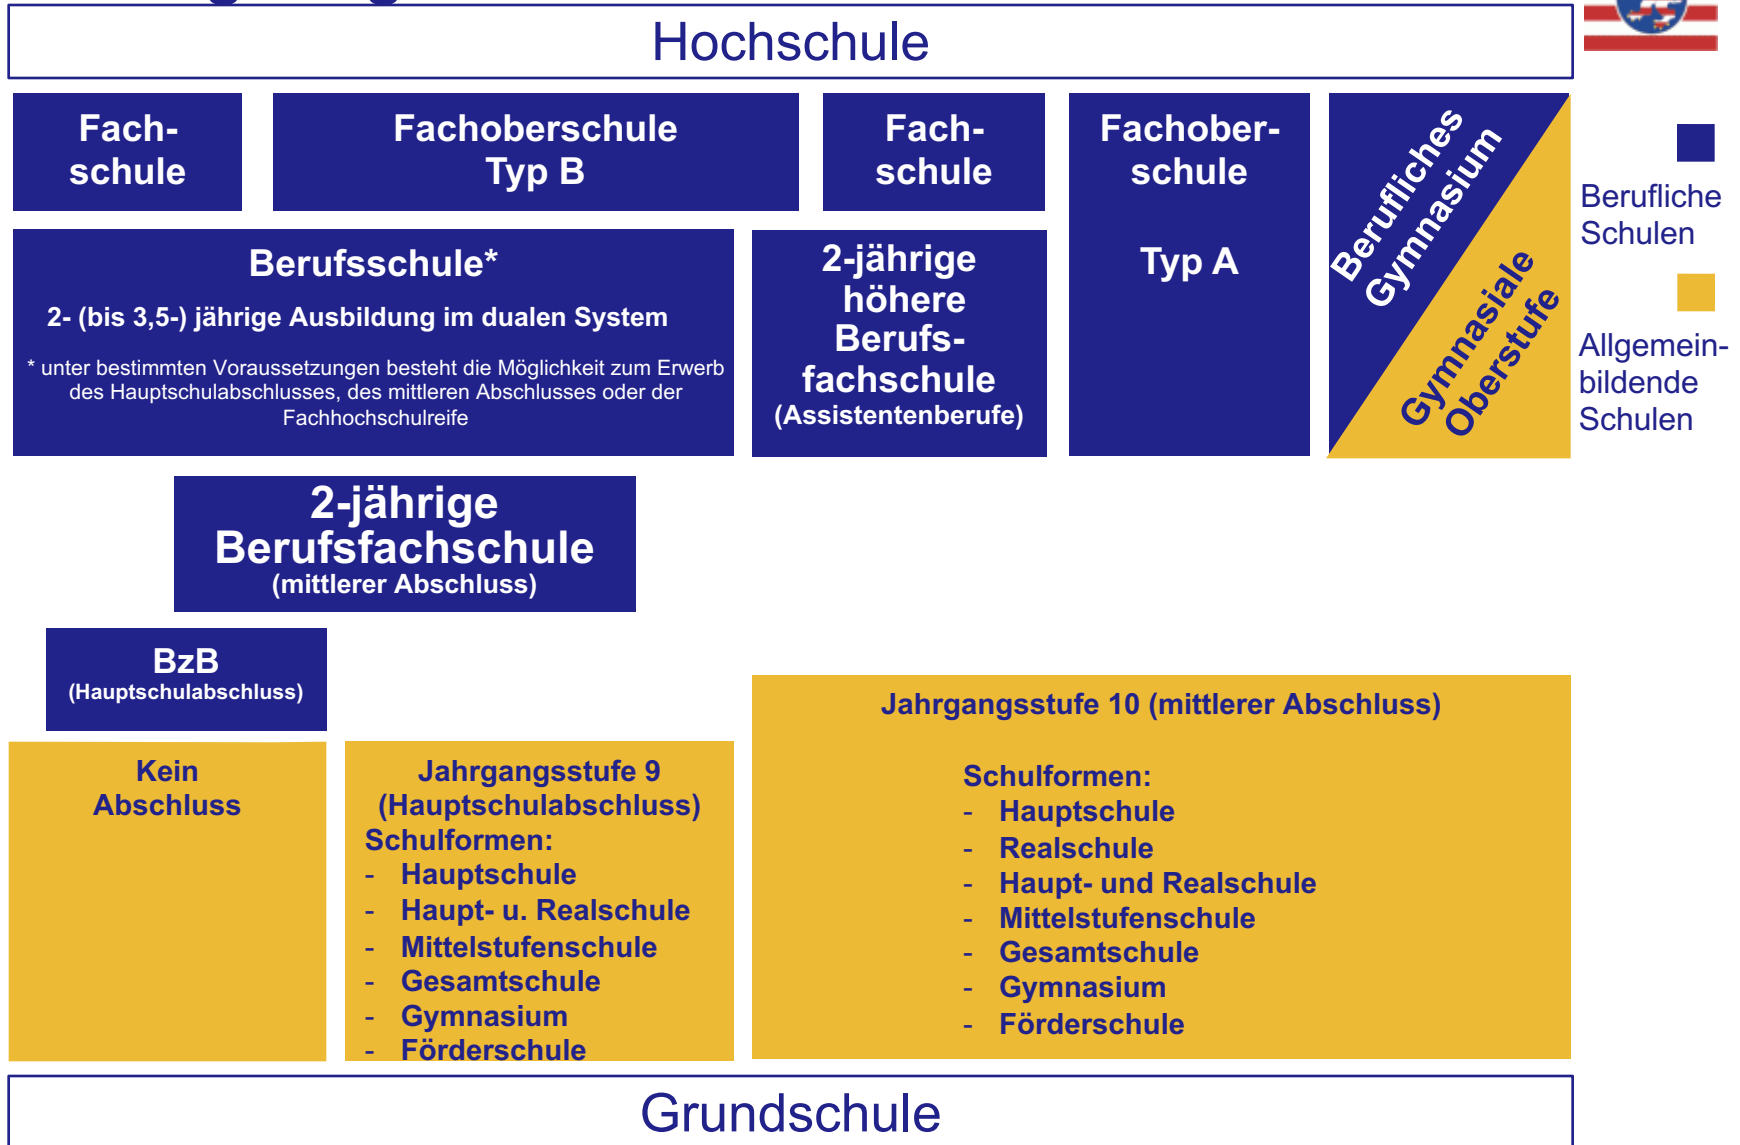 Hochschule
Fach-
schule
Fachoberschule
Typ B
Fach-
schule
Fachober-
schule
Typ A
Berufliches
Gymnasium
Gymnasiale
Oberstufe
Berufliche
Schulen
Allgemein-
bildende
Schulen
Berufsschule*
2- (bis 3,5-) jährige Ausbildung im dualen System
* unter bestimmten Voraussetzungen besteht die Möglichkeit zum Erwerb
des Hauptschulabschlusses, des mittleren Abschlusses oder der
Fachhochschulreife
2-jährige
höhere
Berufs-
fachschule
(Assistentenberufe)
2-jährige
Berufsfachschule
(mittlerer Abschluss)
BzB
(Hauptschulabschluss)
Kein
Abschluss
Jahrgangsstufe 9
(Hauptschulabschluss)
Schulformen:
- Hauptschule
- Haupt- u. Realschule
- Mittelstufenschule
- Gesamtschule
- Gymnasium
- Förderschule
Jahrgangsstufe 10 (mittlerer Abschluss)
Schulformen:
- Hauptschule
- Realschule
- Haupt- und Realschule
- Mittelstufenschule
- Gesamtschule
- Gymnasium
- Förderschule
Grundschule